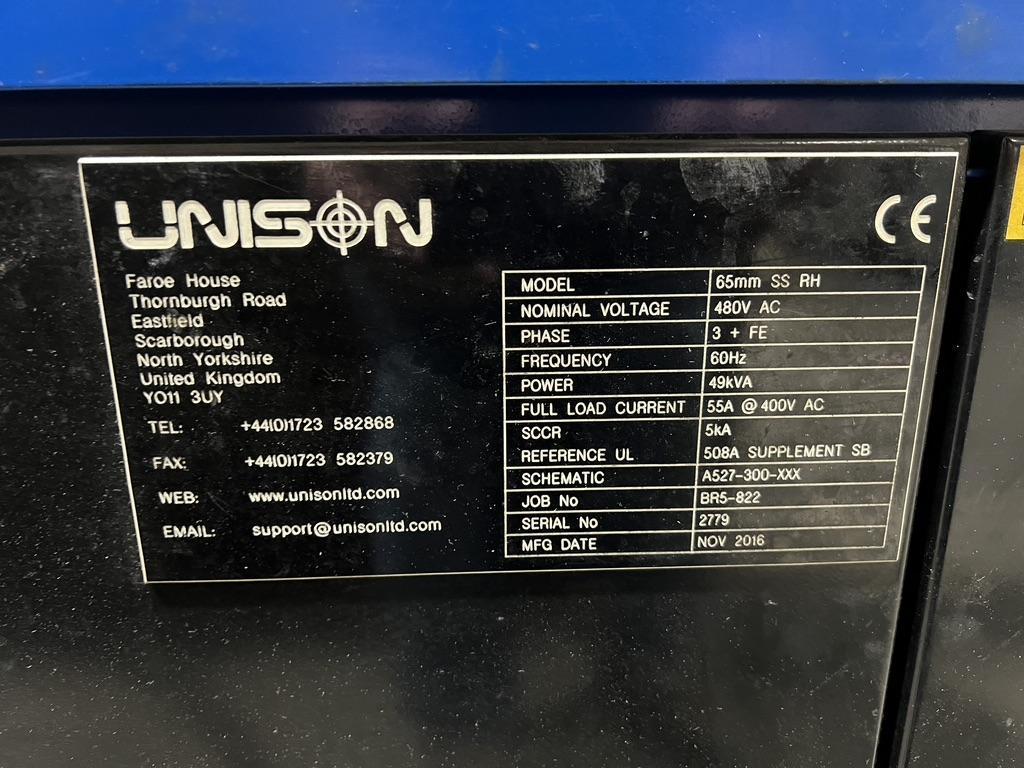 UNISON
CE
Faroe House
Thornburgh Road
Eastfield
Scarborough
North Yorkshire
United Kingdom
YO11 3UY
TEL: +44(0)1723 582868
FAX: +44(0)1723 582379
WEB: www.unisonltd.com
EMAIL: support@unisonltd.com
MODEL 65mm SS RH
NOMINAL VOLTAGE 480V AC
PHASE 3 + FE
FREQUENCY 60Hz
POWER 49kVA
FULL LOAD CURRENT 55A @ 400V AC
SCCR 5kA
REFERENCE UL 508A SUPPLEMENT SB
SCHEMATIC A527-300-XXX
JOB No BR5-822
SERIAL No 2779
MFG DATE NOV 2016